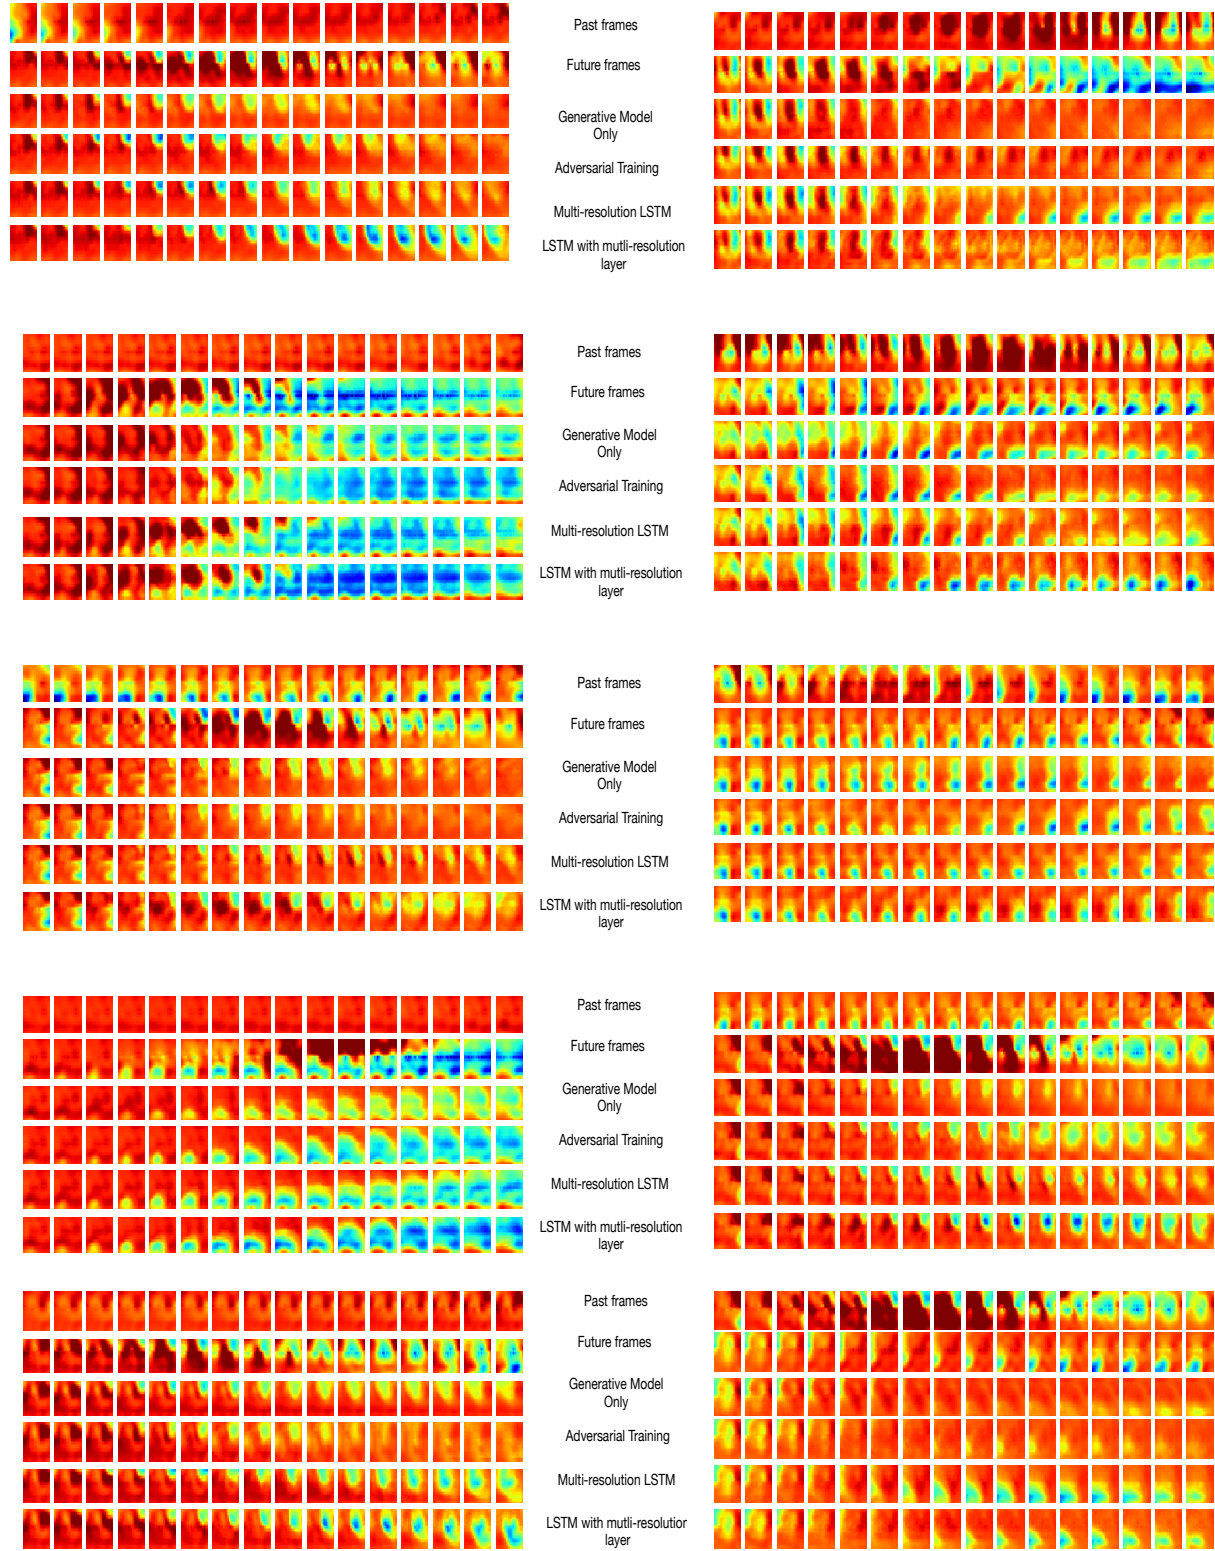 Past frames
Future frames
Generative Model
Only
Adversarial Training
Multi-resolution LSTM
LSTM with mutli-resolution
layer
Past frames
Future frames
Generative Model
Only
Adversarial Training
Multi-resolution LSTM
LSTM with mutli-resolution
layer
Past frames
Future frames
Generative Model
Only
Adversarial Training
Multi-resolution LSTM
LSTM with mutli-resolution
layer
Past frames
Future frames
Generative Model
Only
Adversarial Training
Multi-resolution LSTM
LSTM with mutli-resolution
layer
Past frames
Future frames
Generative Model
Only
Adversarial Training
Multi-resolution LSTM
LSTM with mutli-resolutior
layer